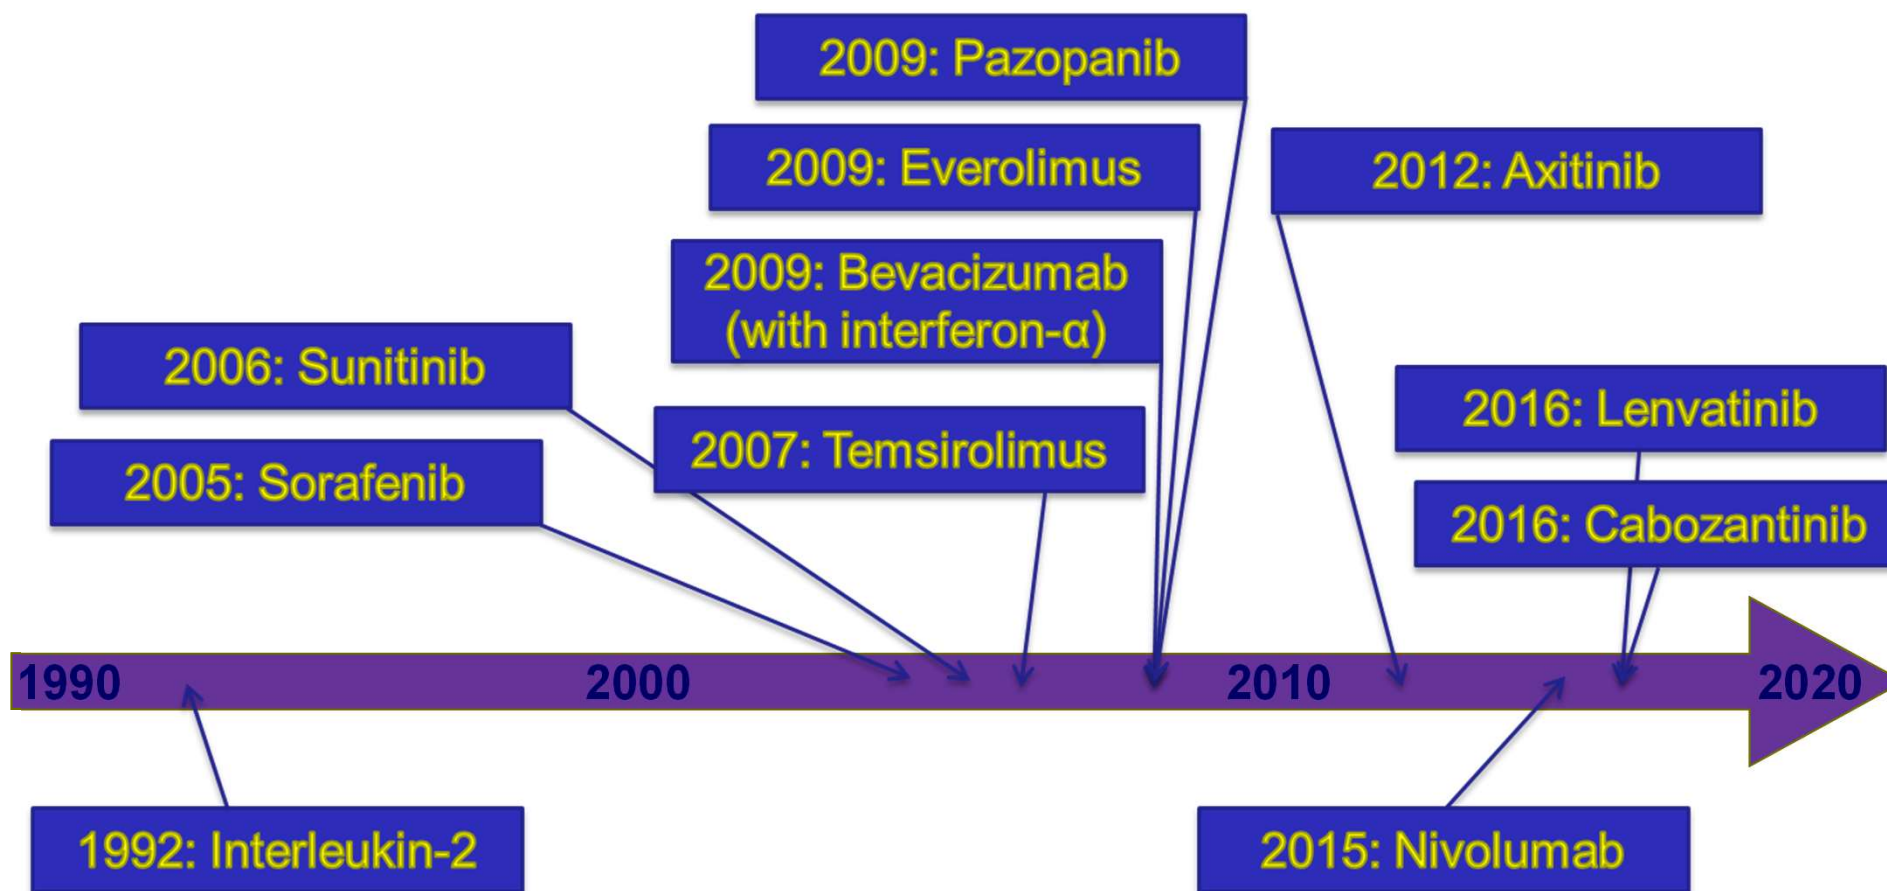 2009: Pazopanib
2009: Everolimus
2012: Axitinib
2009: Bevacizumab
(with interferon-α)
2006: Sunitinib
2016: Lenvatinib
2007: Temsirolimus
2005: Sorafenib
2016: Cabozantinib
1990
2000
2010
2020
1992: Interleukin-2
2015: Nivolumab